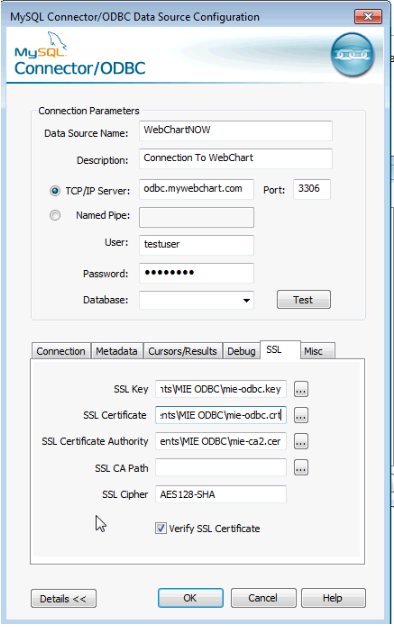 MySQL Connector/ODBC Data Source Configuration
MySQL
Connector/ODBC
Connection Parameters
Data Source Name: WebChartNOW
Description: Connection To WebChart
TCP/IP Server: odbc.mywebchart.com Port: 3306
Named Pipe:
User: testuser
Password: ••••••••
Database: Test
Connection Metadata Cursors/Results Debug SSL Misc
SSL Key nts\MIE ODBC\mie-odbc.key ...
SSL Certificate ents\MIE ODBC\mie-odbc.crt ...
SSL Certificate Authority ents\MIE ODBC\mie-ca2.cer ...
SSL CA Path ...
SSL Cipher AES128-SHA
Verify SSL Certificate
Details << OK Cancel Help